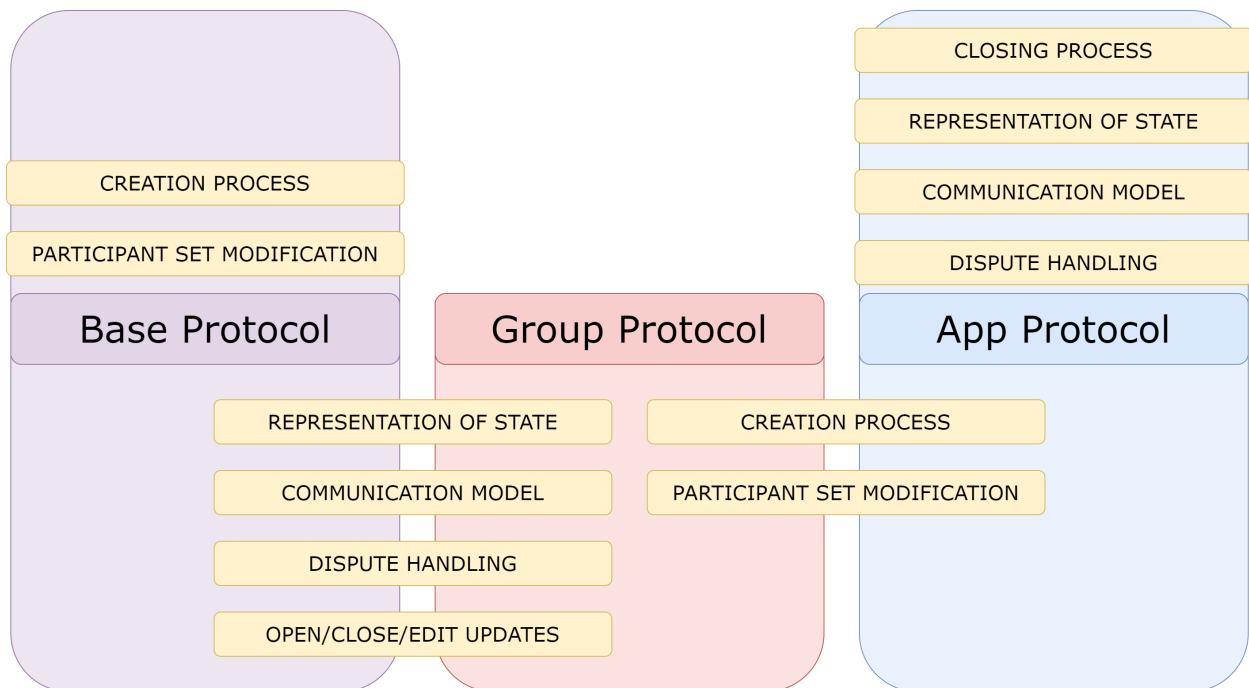 CLOSING PROCESS
REPRESENTATION OF STATE
CREATION PROCESS
COMMUNICATION MODEL
PARTICIPANT SET MODIFICATION
DISPUTE HANDLING
Base Protocol
Group Protocol
App Protocol
REPRESENTATION OF STATE
CREATION PROCESS
COMMUNICATION MODEL
PARTICIPANT SET MODIFICATION
DISPUTE HANDLING
OPEN/CLOSE/EDIT UPDATES